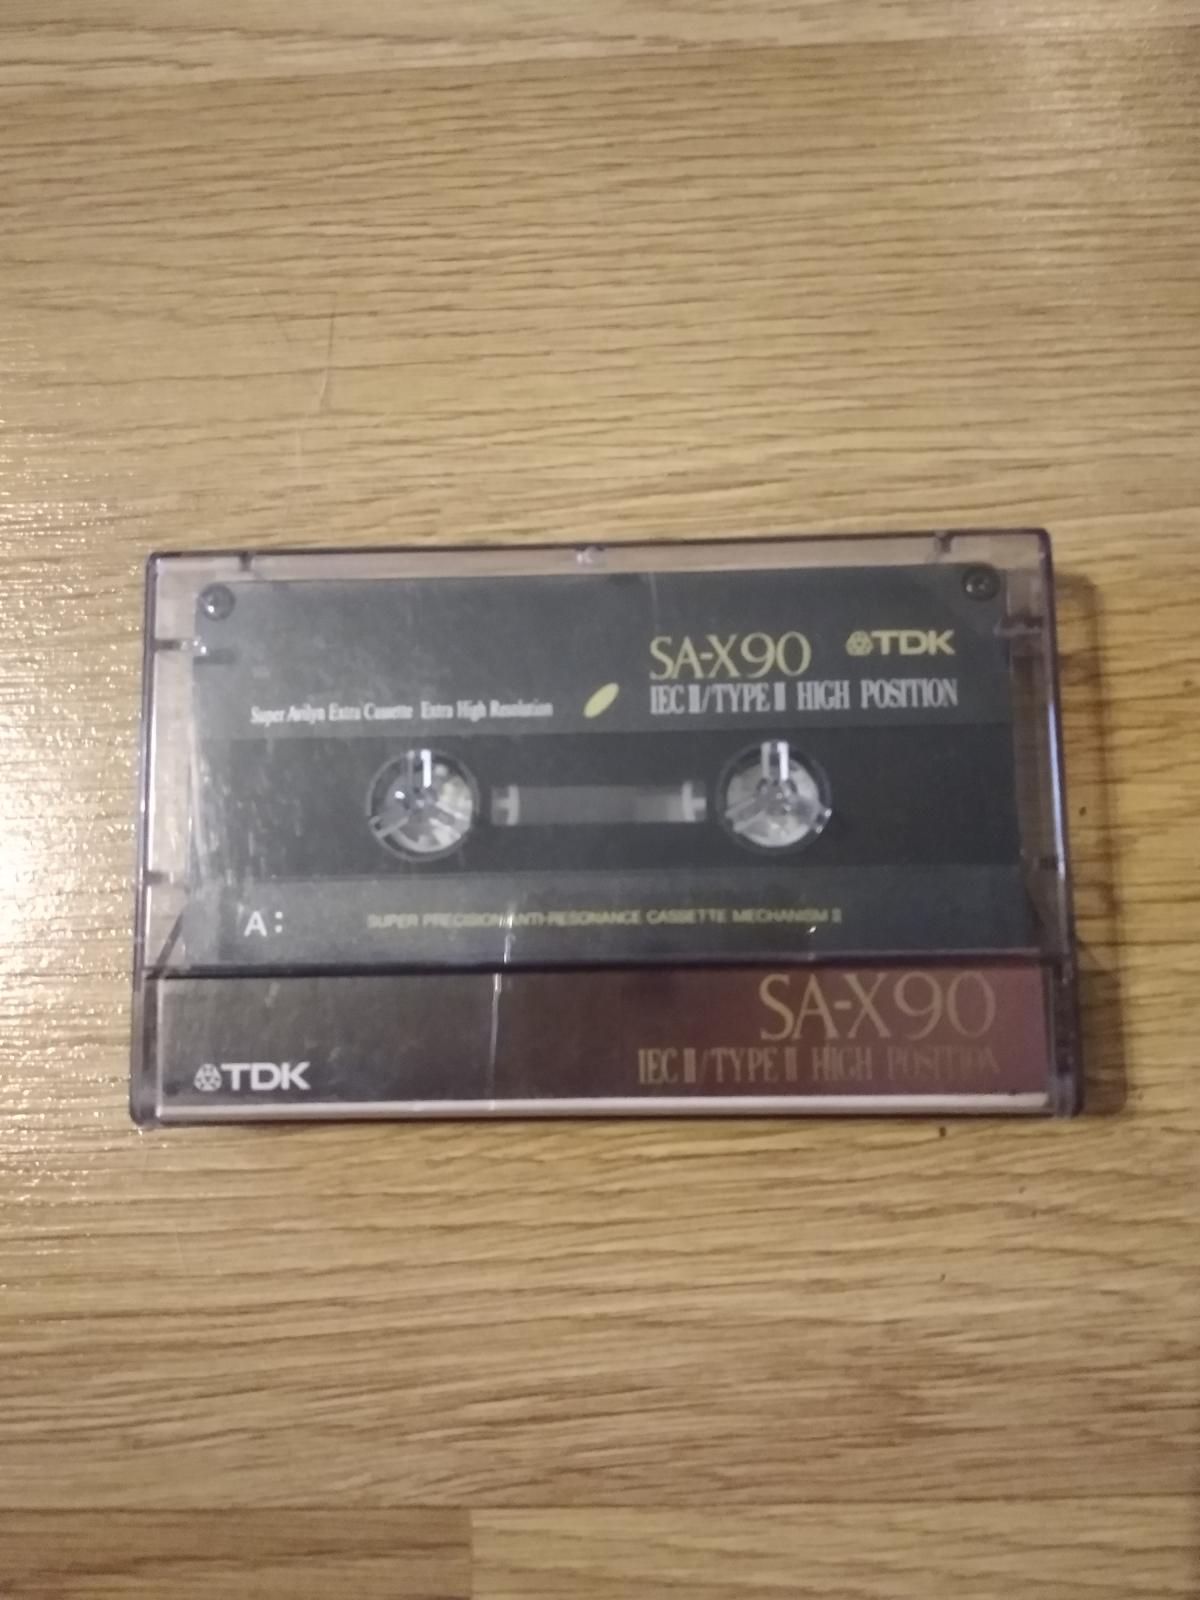 SA-X90 TDK
IEC II/TYPE II HIGH POSITION
Super Avilyn Extra Cassette Extra High Resolution
A:
SUPER PRECISION ANTI-RESONANCE CASSETTE MECHANISM II
SA-X90
IEC II/TYPE II HIGH POSITION
TDK